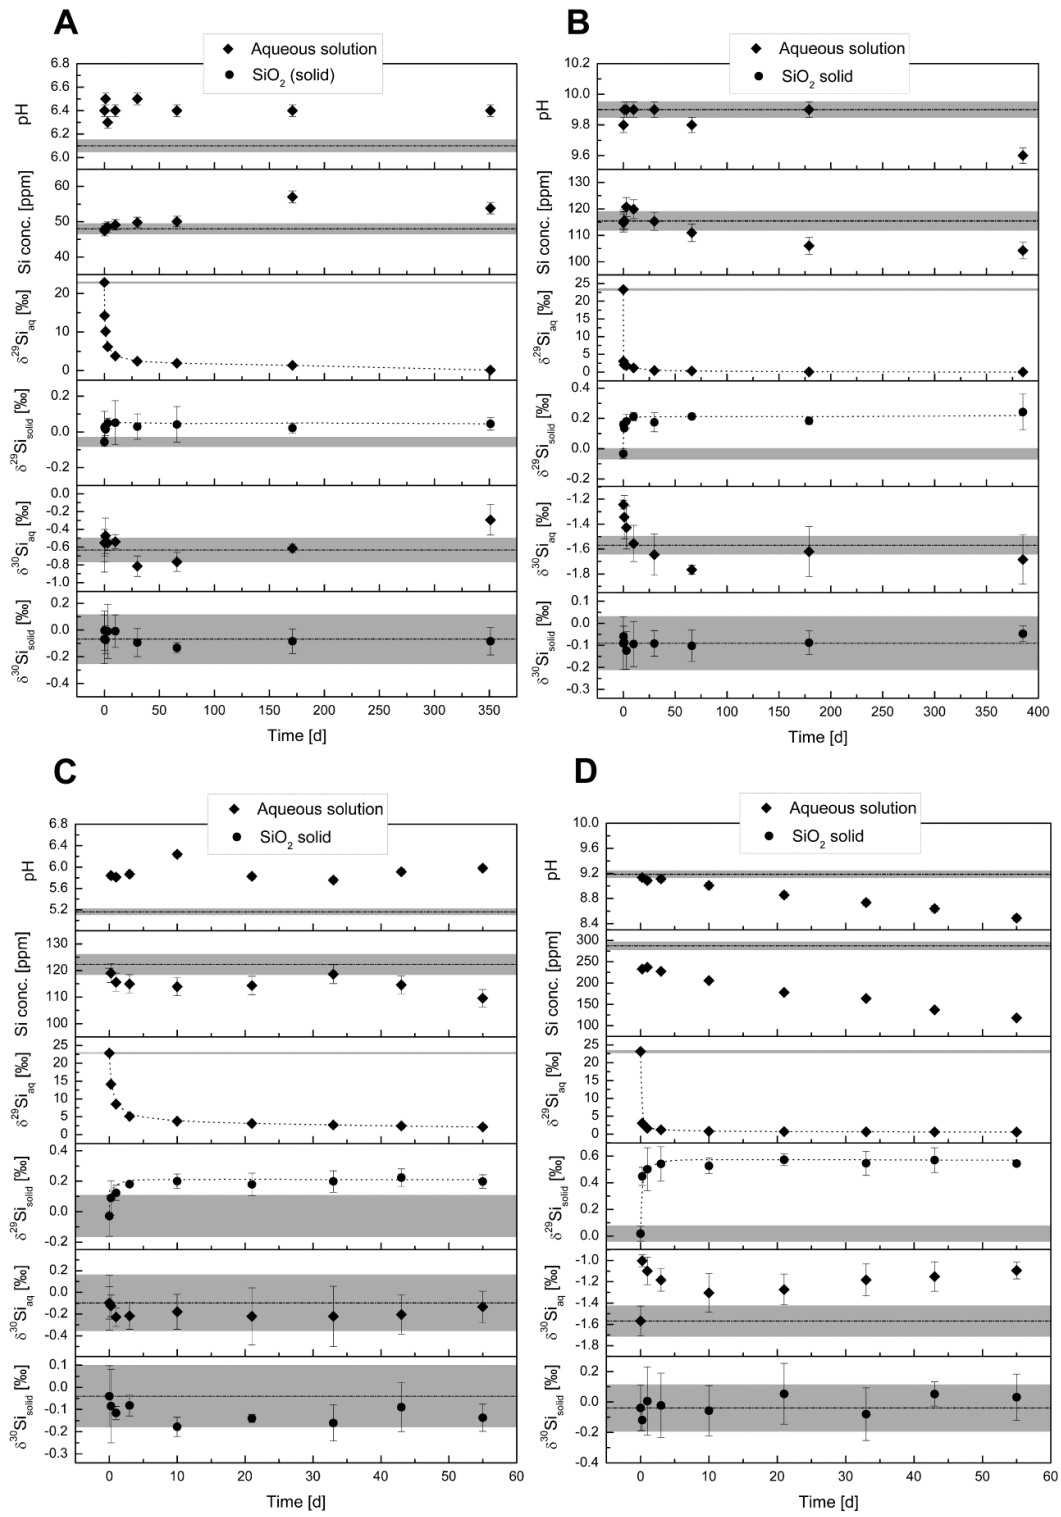 A
Aqueous solution
SiO2 (solid)
pH
6.8
6.6
6.4
6.2
6.0
Si conc. [ppm]
60
50
40
δ29Siaq [‰]
20
10
0
δ29Sisolid [‰]
0.2
0.0
-0.2
δ30Siaq [‰]
0.0
-0.2
-0.4
-0.6
-0.8
-1.0
δ30Sisolid [‰]
0.2
0.0
-0.2
-0.4
0 50 100 150 200 250 300 350
Time [d]
B
Aqueous solution
SiO2 solid
pH
10.2
10.0
9.8
9.6
Si conc. [ppm]
130
120
110
100
δ29Siaq [‰]
25
20
15
10
5
0
δ29Sisolid [‰]
0.4
0.2
0.0
-0.2
δ30Siaq [‰]
-1.2
-1.4
-1.6
-1.8
δ30Sisolid [‰]
0.1
0.0
-0.1
-0.2
-0.3
0 50 100 150 200 250 300 350 400
Time [d]
C
Aqueous solution
SiO2 solid
pH
6.8
6.4
6.0
5.6
5.2
Si conc. [ppm]
130
120
110
100
δ29Siaq [‰]
25
20
15
10
5
0
δ29Sisolid [‰]
0.4
0.2
0.0
-0.2
δ30Siaq [‰]
0.2
0.0
-0.2
-0.4
δ30Sisolid [‰]
0.1
0.0
-0.1
-0.2
-0.3
0 10 20 30 40 50 60
Time [d]
D
Aqueous solution
SiO2 solid
pH
10.0
9.6
9.2
8.8
8.4
Si conc. [ppm]
300
250
200
150
100
δ29Siaq [‰]
25
20
15
10
5
0
δ29Sisolid [‰]
0.6
0.4
0.2
0.0
δ30Siaq [‰]
-1.0
-1.2
-1.4
-1.6
-1.8
δ30Sisolid [‰]
0.2
0.0
-0.2
-0.4
0 10 20 30 40 50 60
Time [d]